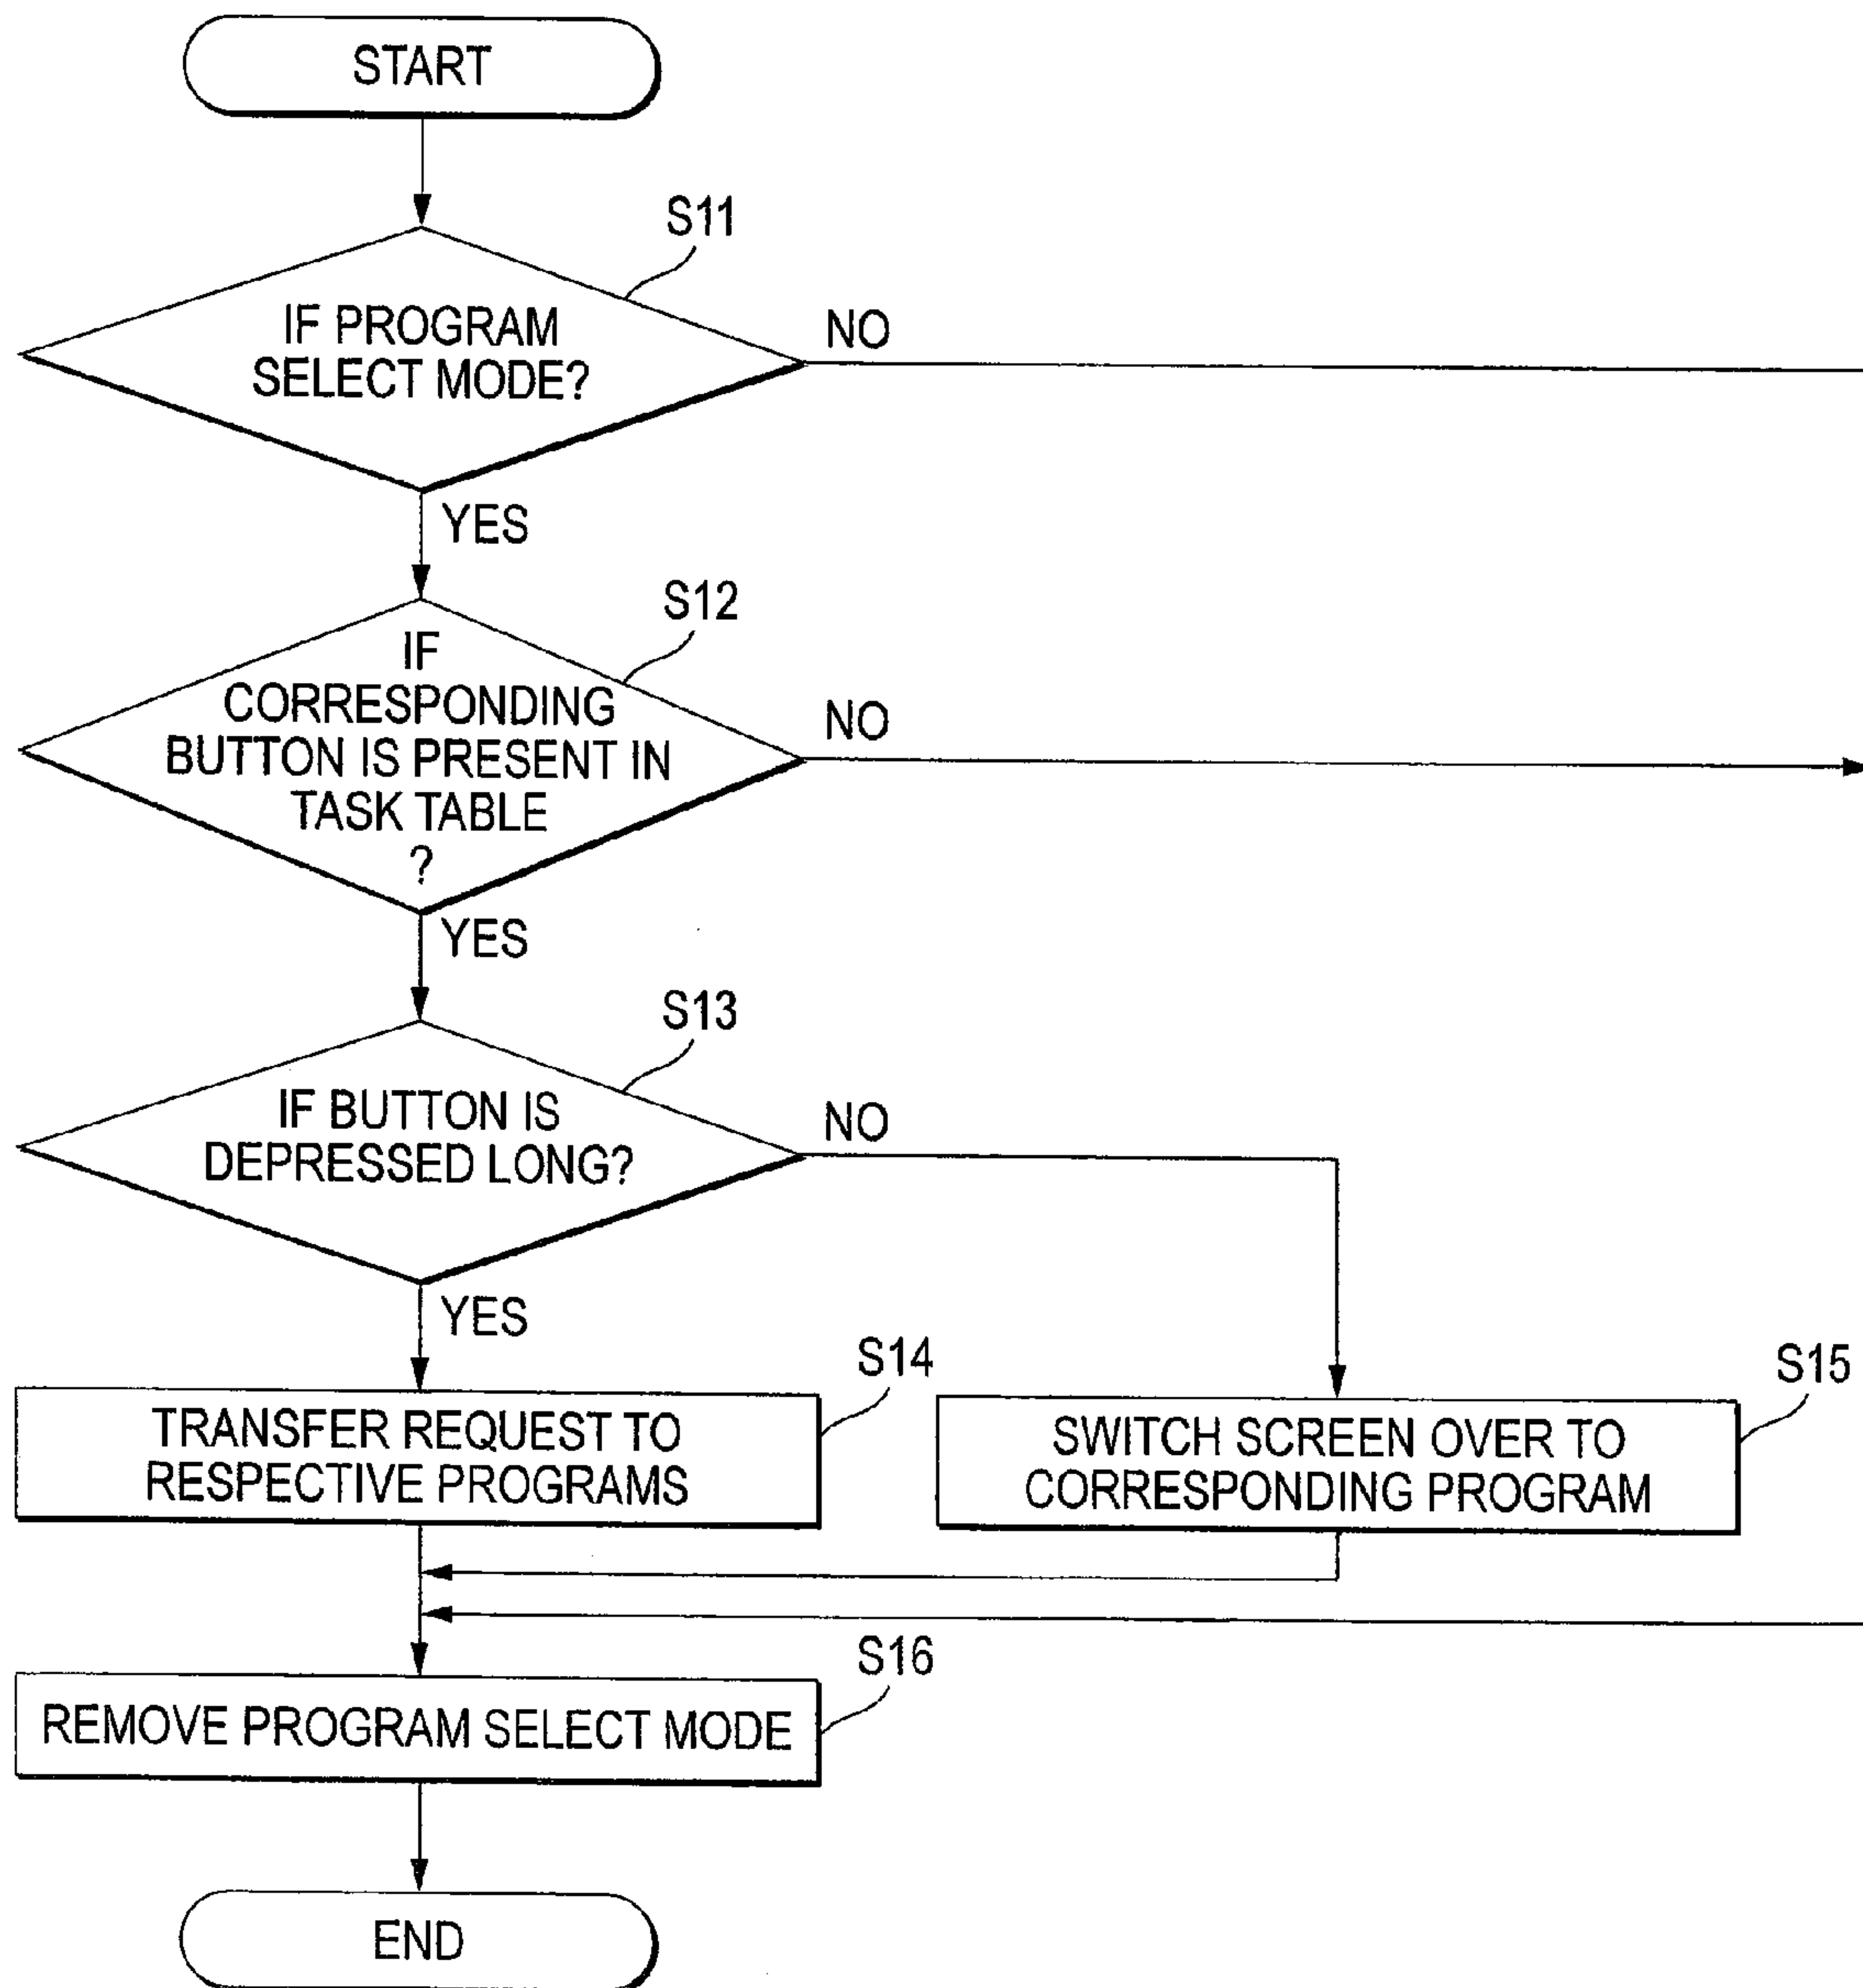 START
S11
IF PROGRAM
SELECT MODE?
NO
YES
S12
IF
CORRESPONDING
BUTTON IS PRESENT IN
TASK TABLE
?
NO
YES
S13
IF BUTTON IS
DEPRESSED LONG?
NO
YES
S14
TRANSFER REQUEST TO
RESPECTIVE PROGRAMS
S15
SWITCH SCREEN OVER TO
CORRESPONDING PROGRAM
S16
REMOVE PROGRAM SELECT MODE
END